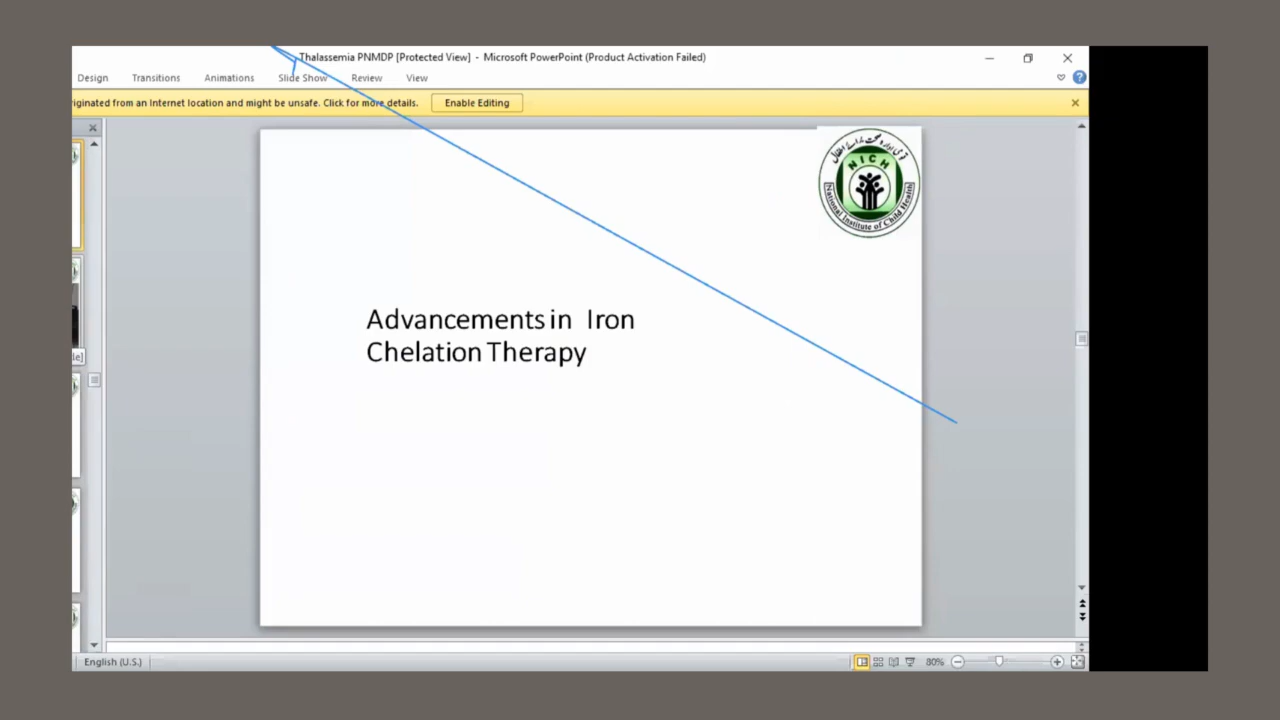 Thalassemia PNMDP [Protected View] - Microsoft PowerPoint (Product Activation Failed)
Design Transitions Animations Slide Show Review View
iginated from an Internet location and might be unsafe. Click for more details. Enable Editing
NICH
National Institute of Child Health
Advancements in Iron
Chelation Therapy
le]
English (U.S.) 80%